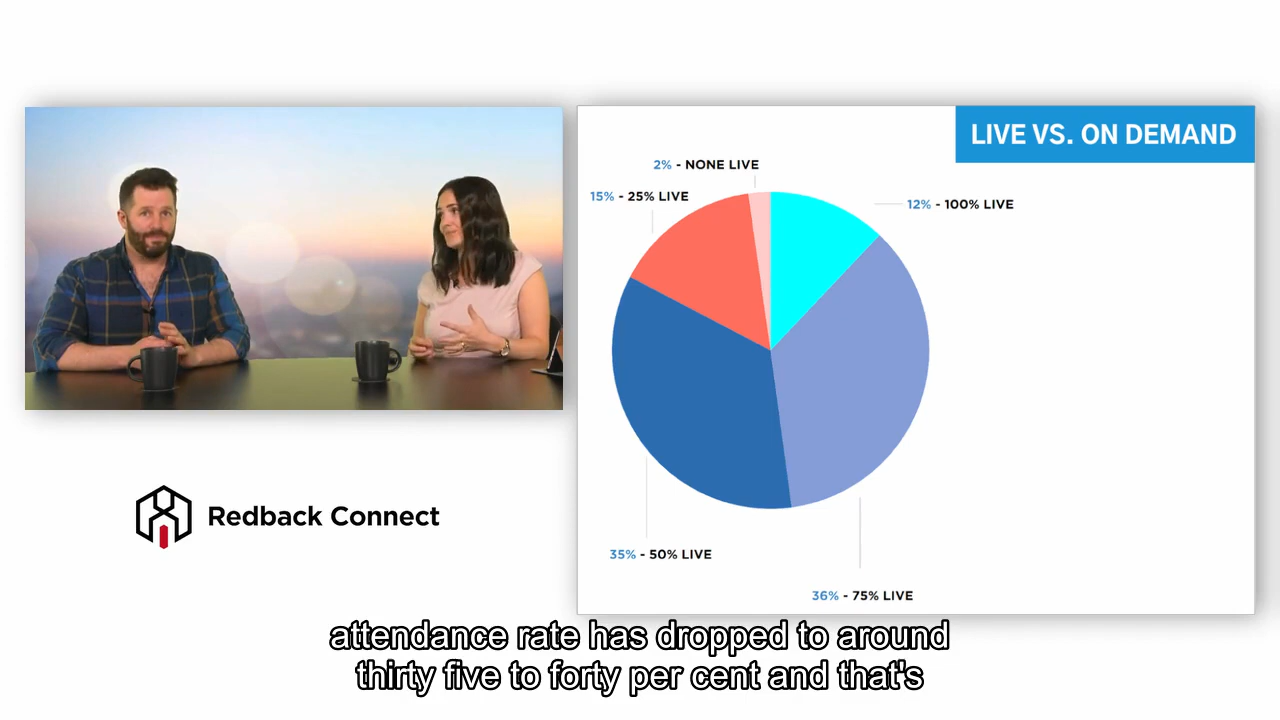 LIVE VS. ON DEMAND
2% - NONE LIVE
15% - 25% LIVE
12% - 100% LIVE
Redback Connect
35% - 50% LIVE
36% - 75% LIVE
attendance rate has dropped to around
thirty five to forty per cent and that's